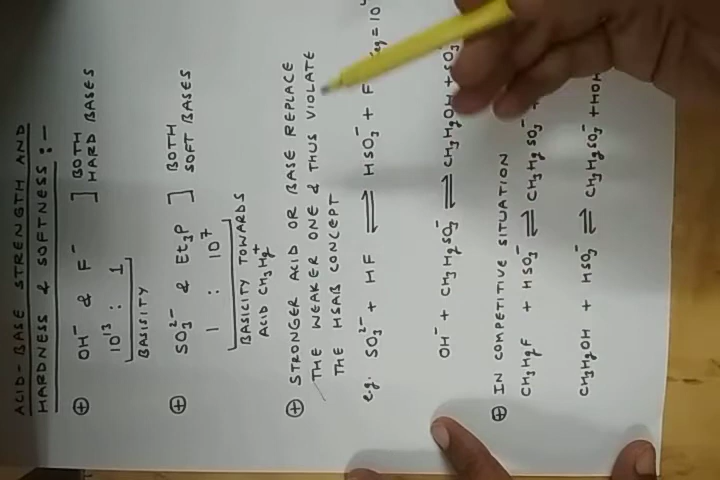 ACID-BASE STRENGTH AND
HARDNESS & SOFTNESS :-
⊕ OH⁻ & F⁻ ] BOTH
HARD BASES
10¹³ : 1
BASISITY
⊕ SO₃²⁻ & Et₃P ] BOTH
SOFT BASES
1 : 10⁷
BASICITY TOWARDS
ACID CH₃Hg⁺
⊕ STRONGER ACID OR BASE REPLACE
THE WEAKER ONE & THUS VIOLATE
THE HSAB CONCEPT
e.g. SO₃²⁻ + HF ⇌ HSO₃⁻ + F
OH⁻ + CH₃HgSO₃⁻ ⇌ CH₃HgOH + SO₃
⊕ IN COMPETITIVE SITUATION
CH₃HgF + HSO₃⁻ ⇌ CH₃HgSO₃⁻ +
CH₃HgOH + HSO₃⁻ ⇌ CH₃HgSO₃⁻ + HOH